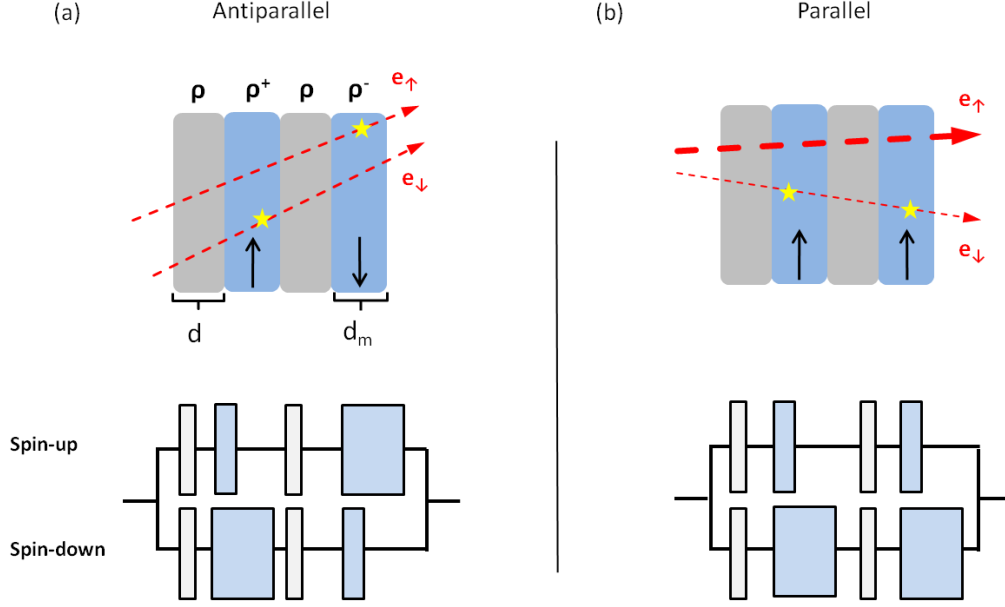 (a)
Antiparallel
ρ ρ⁺ ρ ρ⁻
e↑
e↓
d
dₘ
Spin-up
Spin-down
(b)
Parallel
e↑
e↓